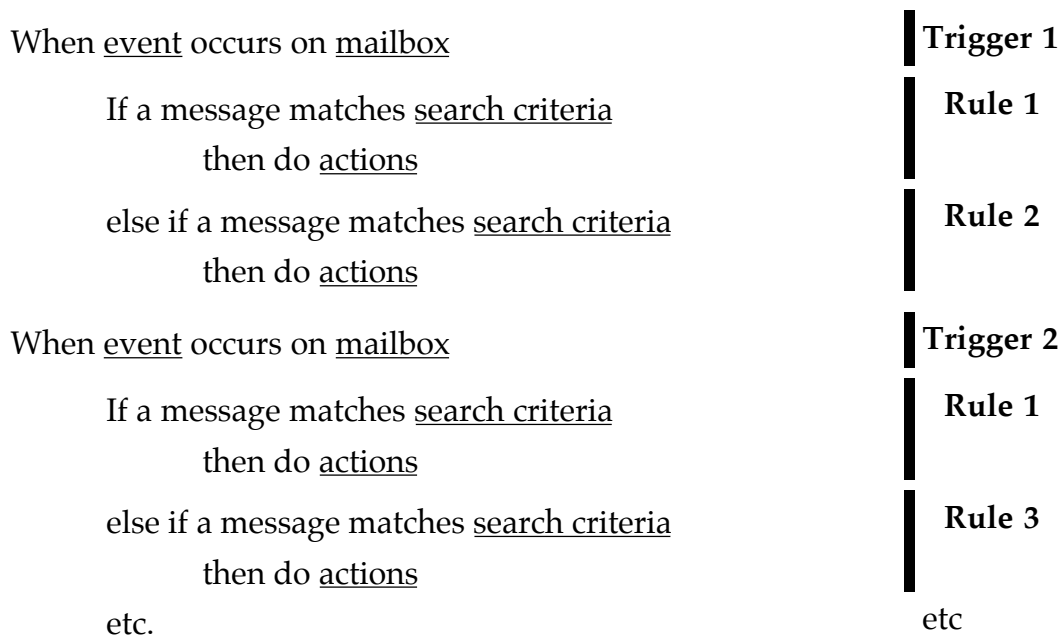 When event occurs on mailbox Trigger 1
If a message matches search criteria Rule 1
then do actions
else if a message matches search criteria Rule 2
then do actions
When event occurs on mailbox Trigger 2
If a message matches search criteria Rule 1
then do actions
else if a message matches search criteria Rule 3
then do actions
etc. etc